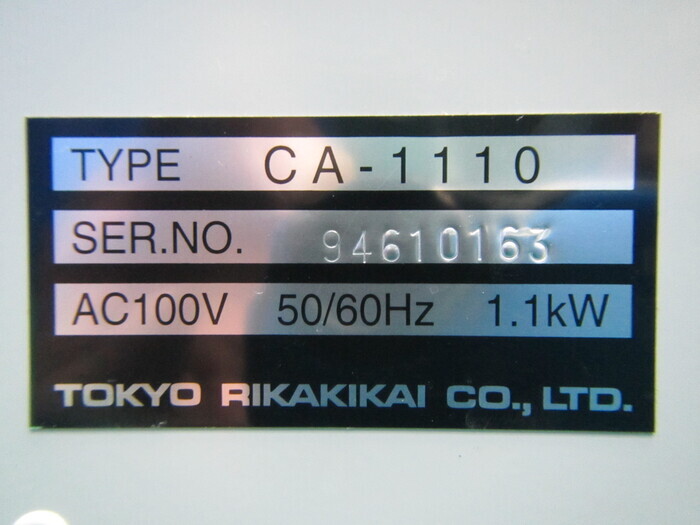 TYPE CA-1110
SER.NO. 94610163
AC100V 50/60Hz 1.1kW
TOKYO RIKAKIKAI CO., LTD.